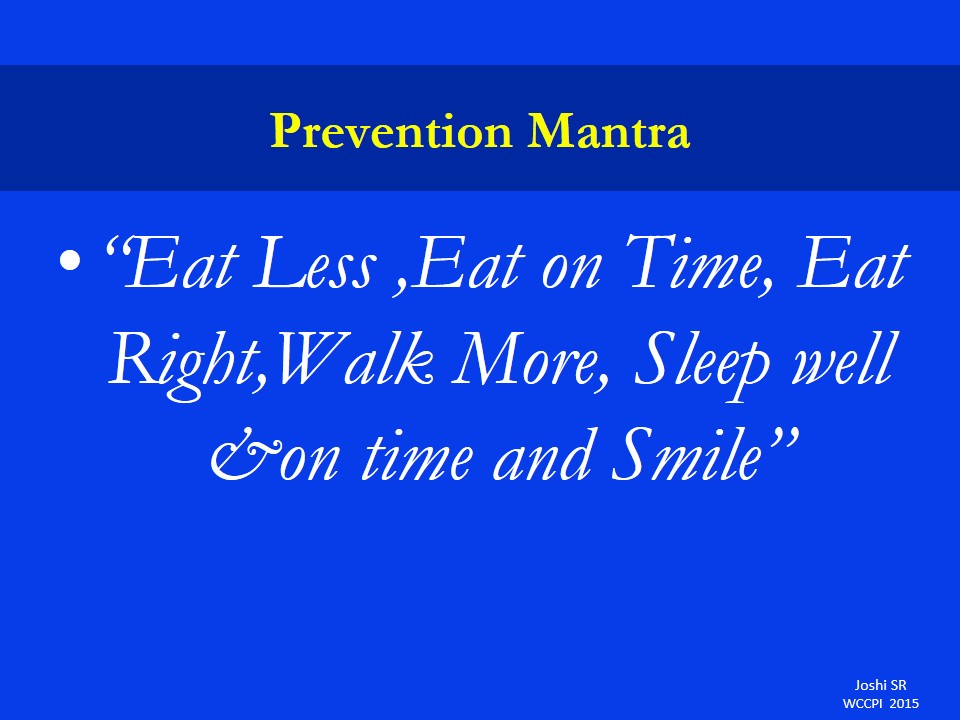 Prevention Mantra
• “Eat Less ,Eat on Time, Eat
Right,Walk More, Sleep well
&on time and Smile”
Joshi SR
WCCPI 2015